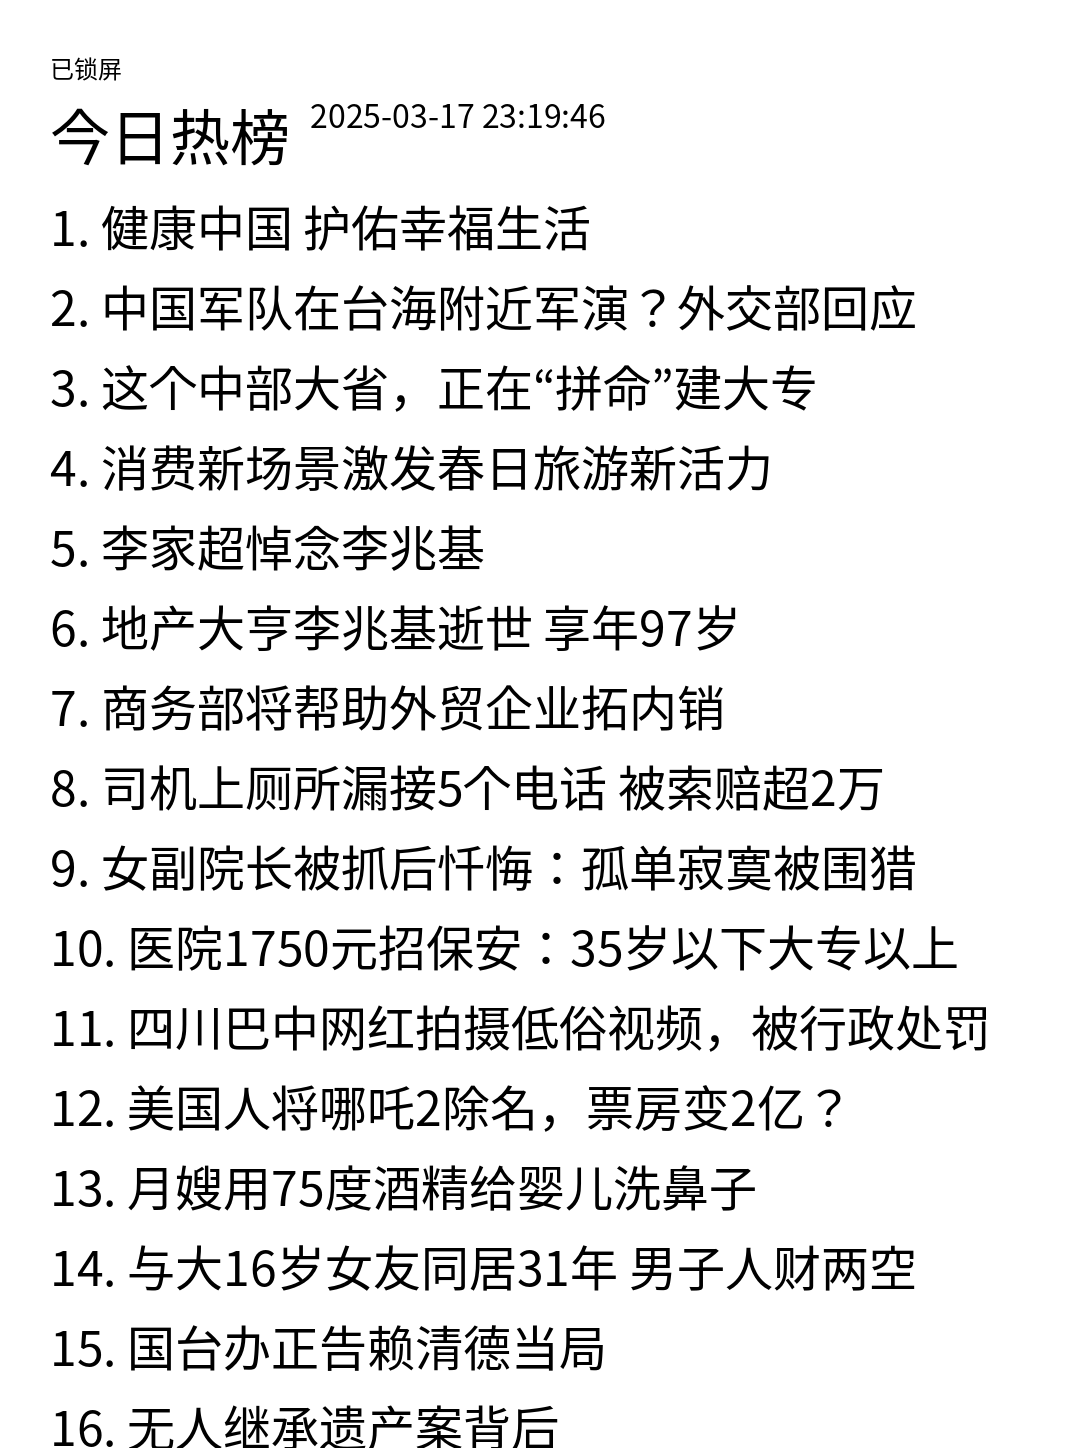 已锁屏
今日热榜 2025-03-17 23:19:46
1. 健康中国 护佑幸福生活
2. 中国军队在台海附近军演？外交部回应
3. 这个中部大省，正在“拼命”建大专
4. 消费新场景激发春日旅游新活力
5. 李家超悼念李兆基
6. 地产大亨李兆基逝世 享年97岁
7. 商务部将帮助外贸企业拓内销
8. 司机上厕所漏接5个电话 被索赔超2万
9. 女副院长被抓后忏悔：孤单寂寞被围猎
10. 医院1750元招保安：35岁以下大专以上
11. 四川巴中网红拍摄低俗视频，被行政处罚
12. 美国人将哪吒2除名，票房变2亿？
13. 月嫂用75度酒精给婴儿洗鼻子
14. 与大16岁女友同居31年 男子人财两空
15. 国台办正告赖清德当局
16. 无人继承遗产案背后